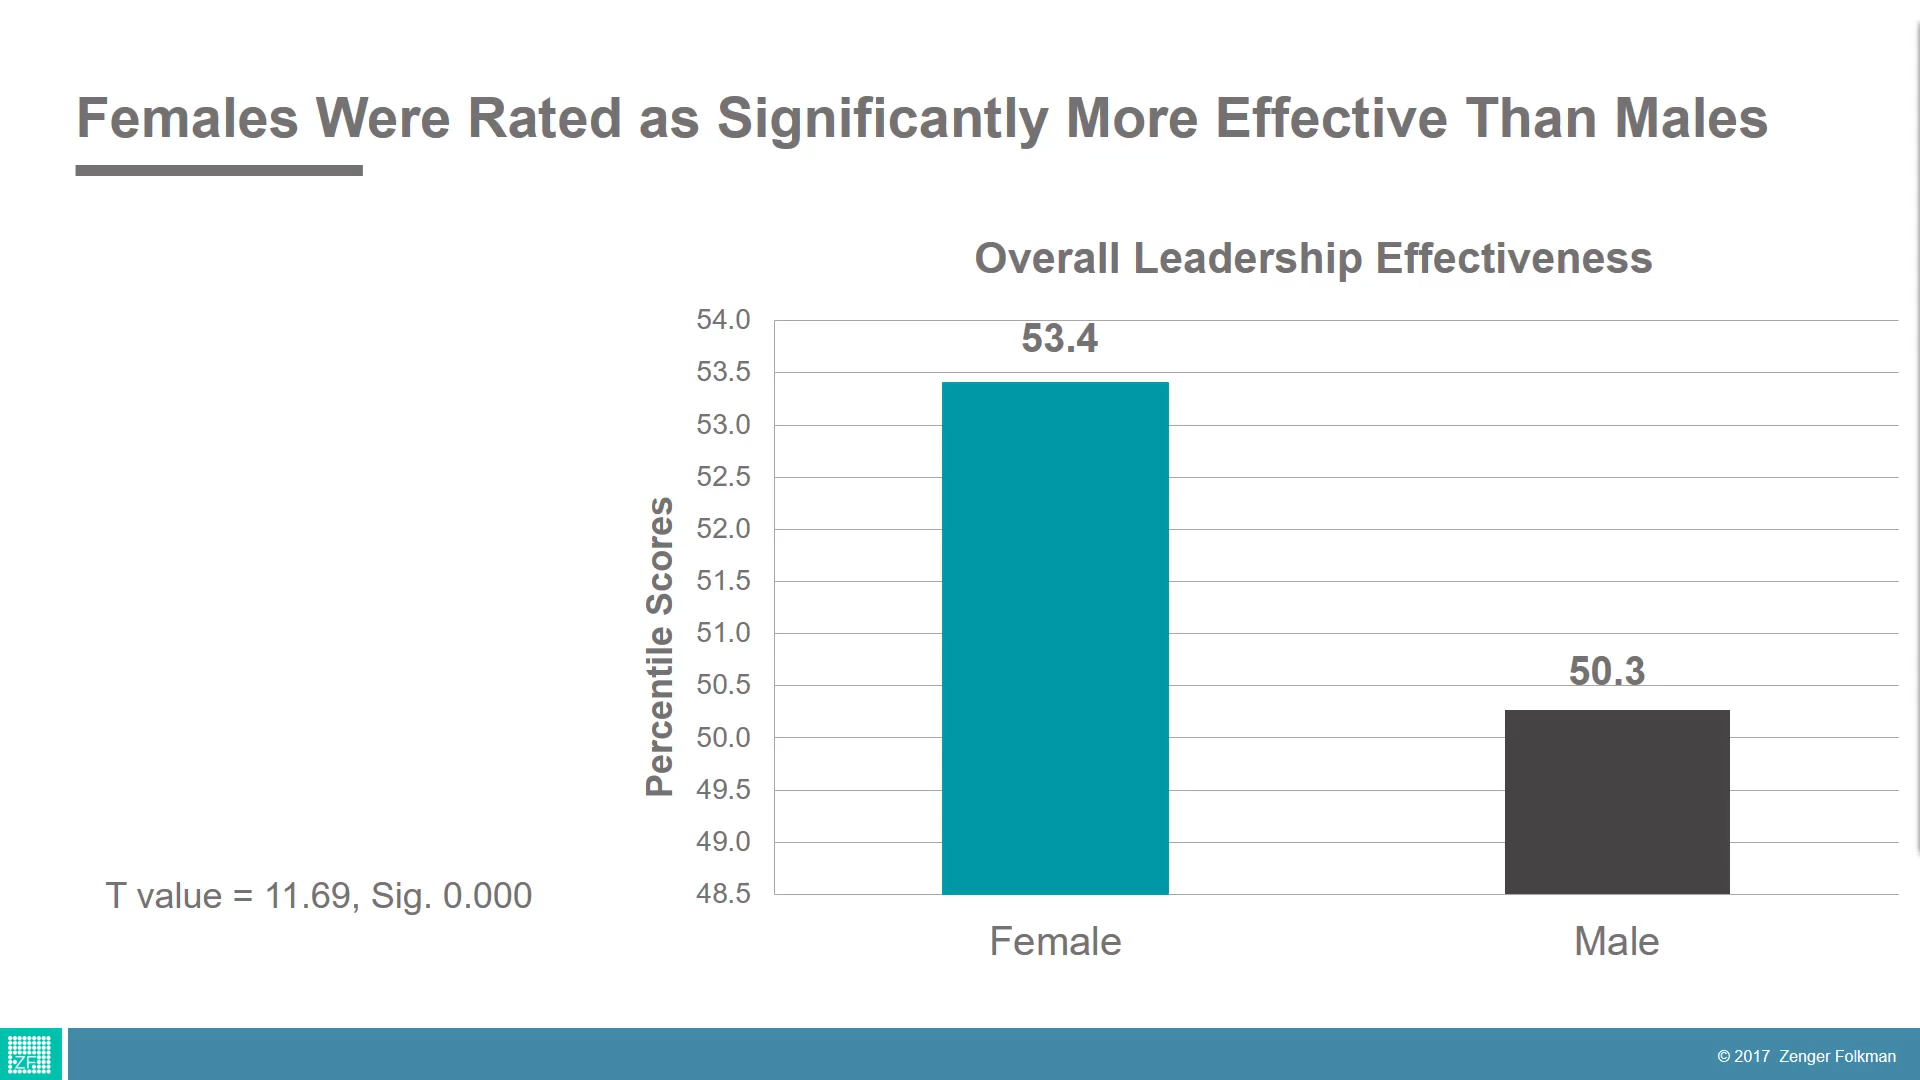 Females Were Rated as Significantly More Effective Than Males
Overall Leadership Effectiveness
Percentile Scores
54.0
53.5
53.0
52.5
52.0
51.5
51.0
50.5
50.0
49.5
49.0
48.5
53.4
50.3
Female
Male
T value = 11.69, Sig. 0.000
ZF
© 2017 Zenger Folkman